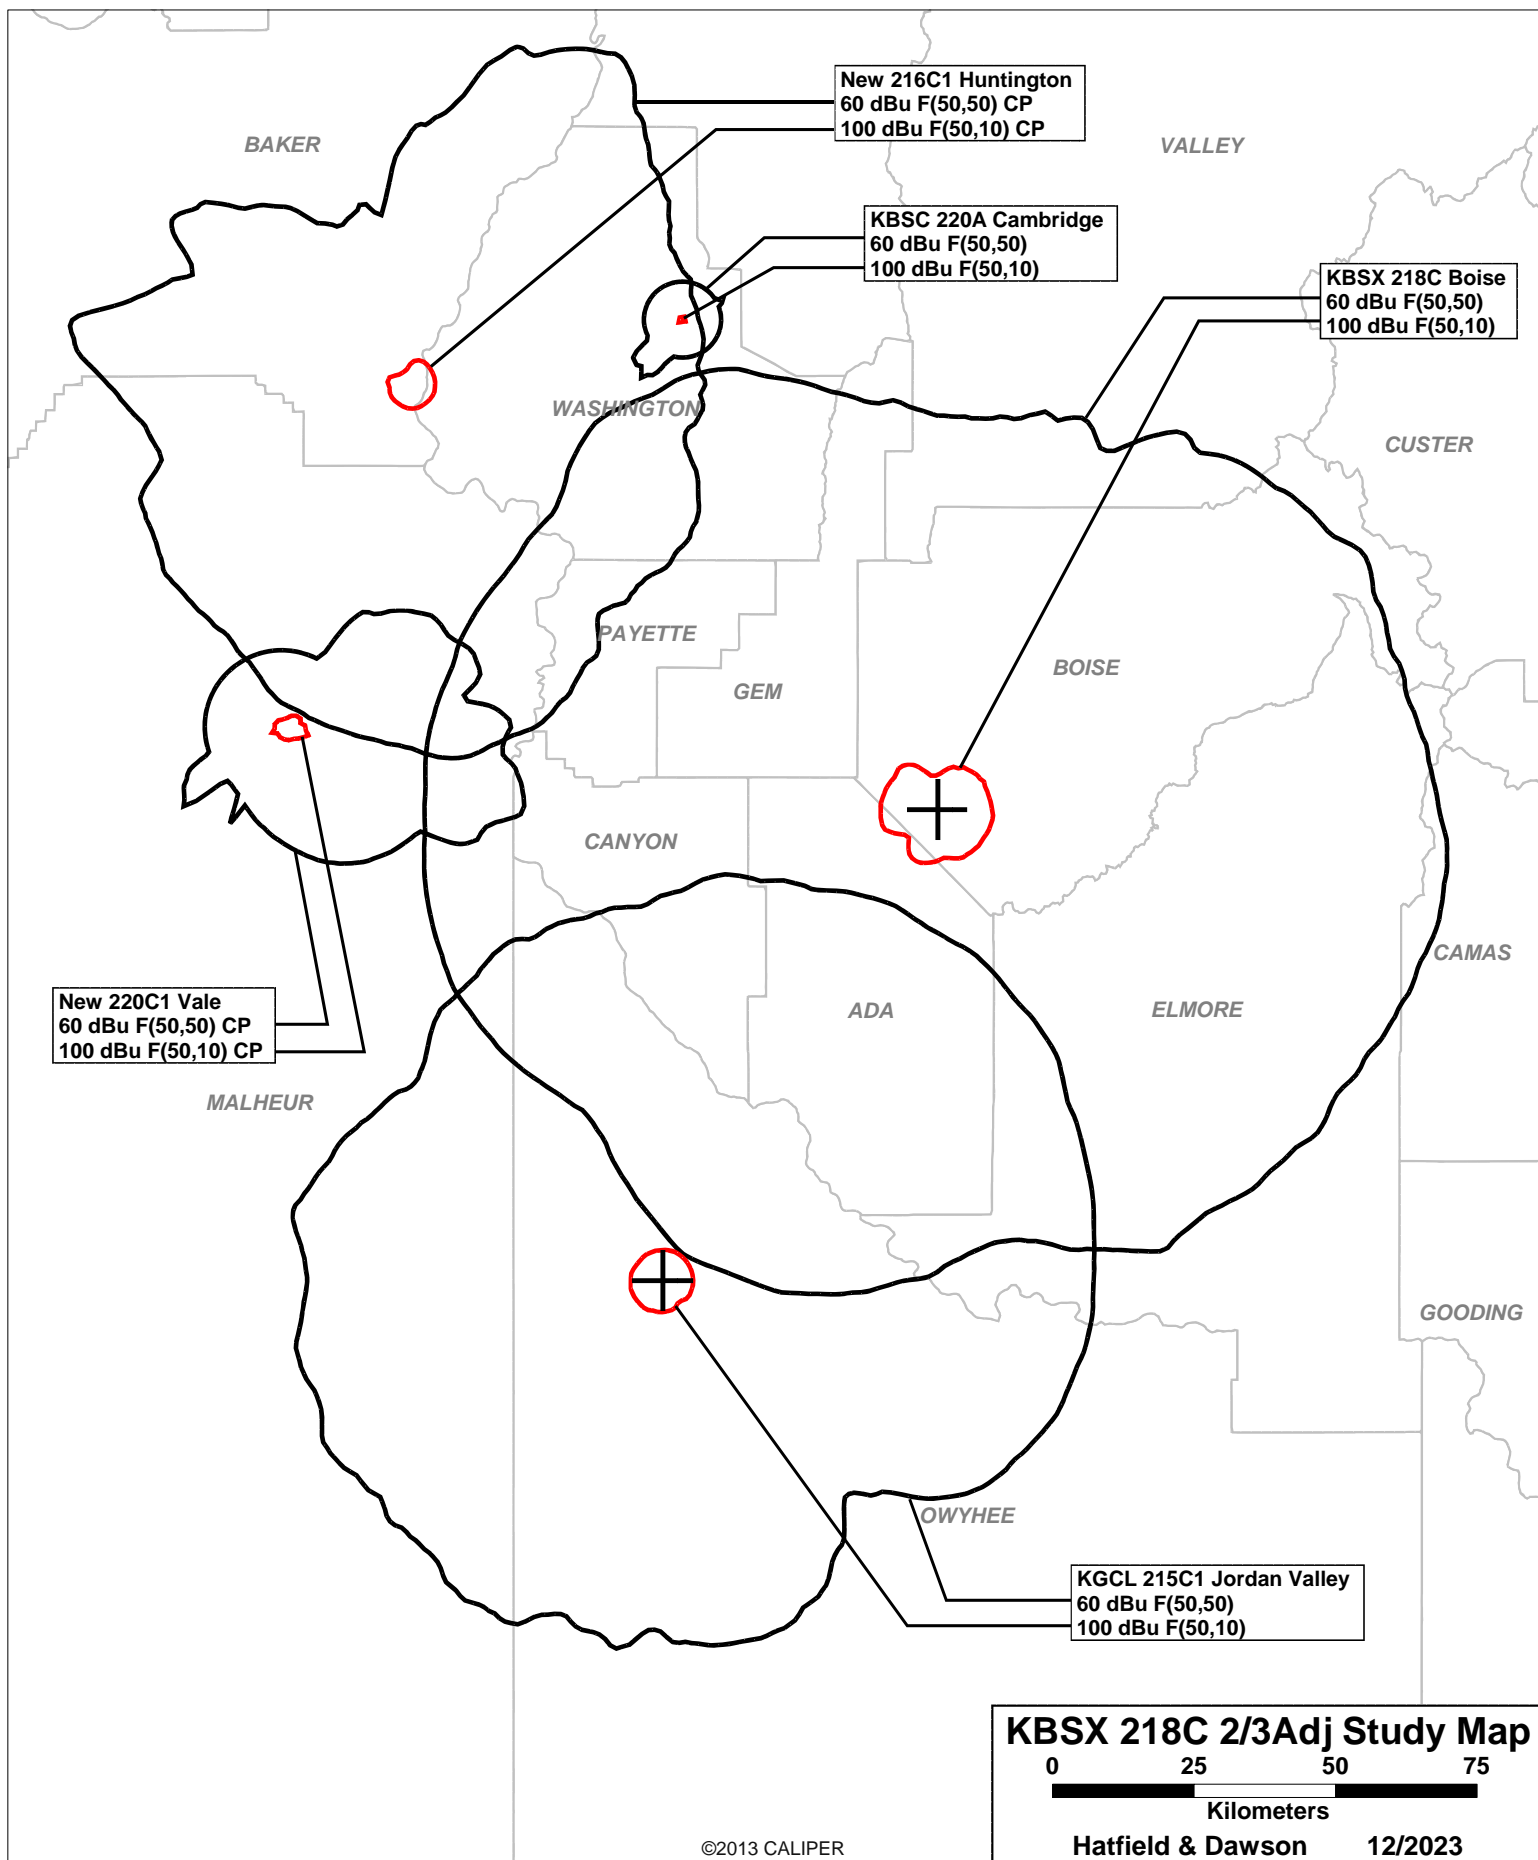 New 216C1 Huntington
60 dBu F(50,50) CP
100 dBu F(50,10) CP
BAKER
VALLEY
KBSC 220A Cambridge
60 dBu F(50,50)
100 dBu F(50,10)
KBSX 218C Boise
60 dBu F(50,50)
100 dBu F(50,10)
WASHINGTON
CUSTER
PAYETTE
BOISE
GEM
CANYON
CAMAS
ADA
ELMORE
New 220C1 Vale
60 dBu F(50,50) CP
100 dBu F(50,10) CP
MALHEUR
GOODING
OWYHEE
KGCL 215C1 Jordan Valley
60 dBu F(50,50)
100 dBu F(50,10)
KBSX 218C 2/3Adj Study Map
0 25 50 75
Kilometers
Hatfield & Dawson 12/2023
©2013 CALIPER